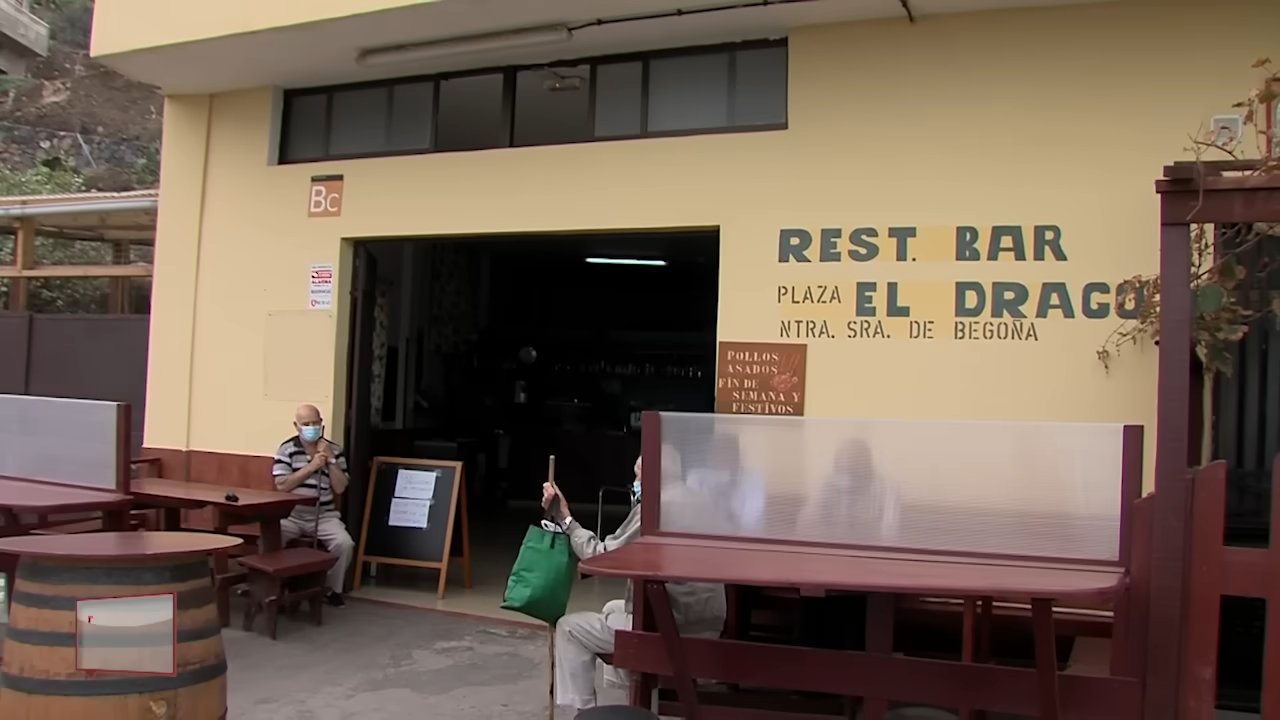 Bc
ALARMA
REST. BAR
PLAZA EL DRAGO
NTRA. SRA. DE BEGOÑA
POLLOS
ASADOS
FIN DE
SEMANA Y
FESTIVOS